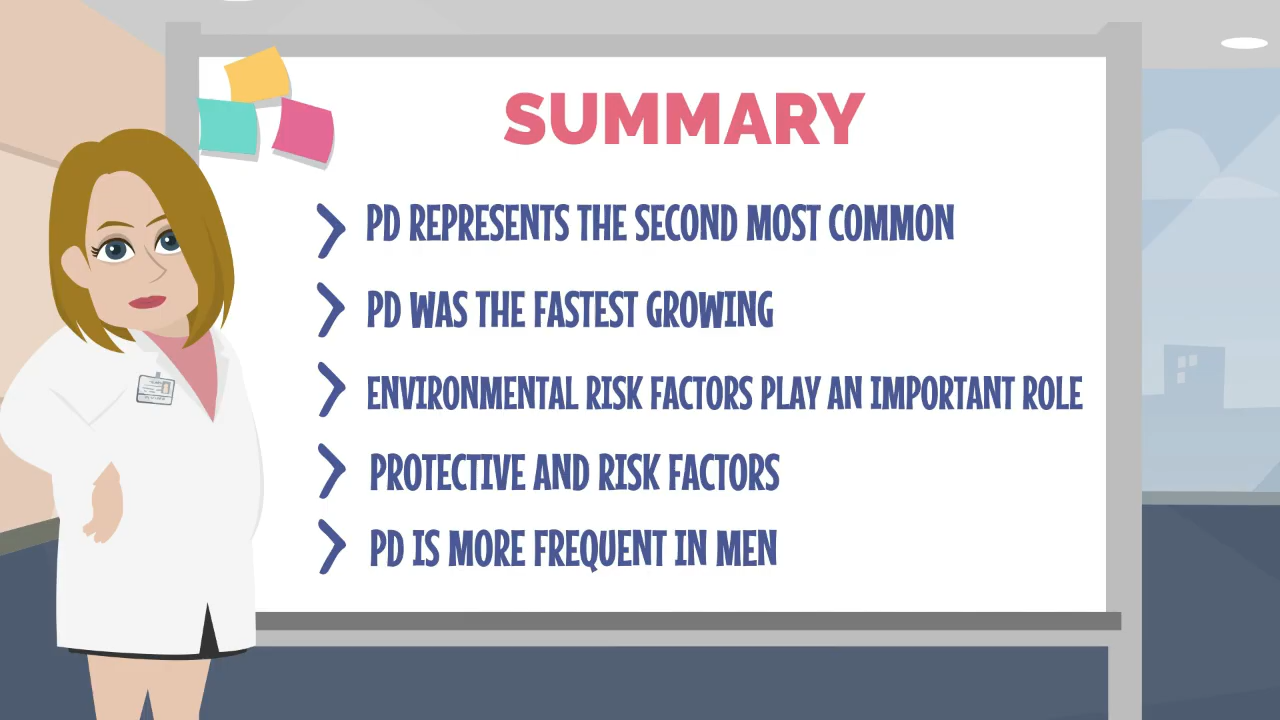 SUMMARY
PD REPRESENTS THE SECOND MOST COMMON
PD WAS THE FASTEST GROWING
ENVIRONMENTAL RISK FACTORS PLAY AN IMPORTANT ROLE
PROTECTIVE AND RISK FACTORS
PD IS MORE FREQUENT IN MEN